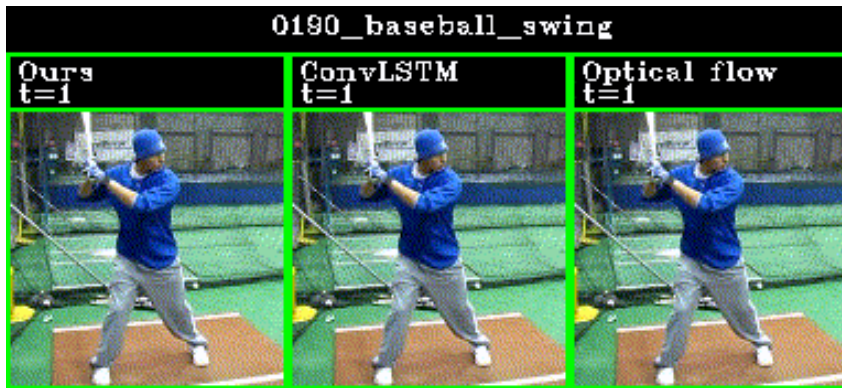 0190_baseball_swing
Ours
t=1
ConvLSTM
t=1
Optical flow
t=1